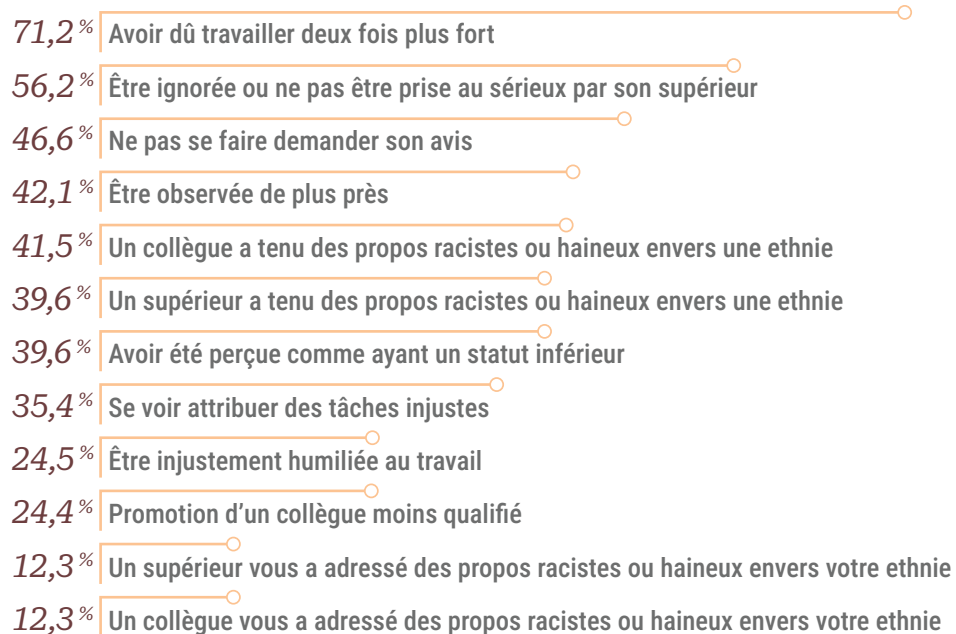 71,2 % Avoir dû travailler deux fois plus fort
56,2 % Être ignorée ou ne pas être prise au sérieux par son supérieur
46,6 % Ne pas se faire demander son avis
42,1 % Être observée de plus près
41,5 % Un collègue a tenu des propos racistes ou haineux envers une ethnie
39,6 % Un supérieur a tenu des propos racistes ou haineux envers une ethnie
39,6 % Avoir été perçue comme ayant un statut inférieur
35,4 % Se voir attribuer des tâches injustes
24,5 % Être injustement humiliée au travail
24,4 % Promotion d’un collègue moins qualifié
12,3 % Un supérieur vous a adressé des propos racistes ou haineux envers votre ethnie
12,3 % Un collègue vous a adressé des propos racistes ou haineux envers votre ethnie